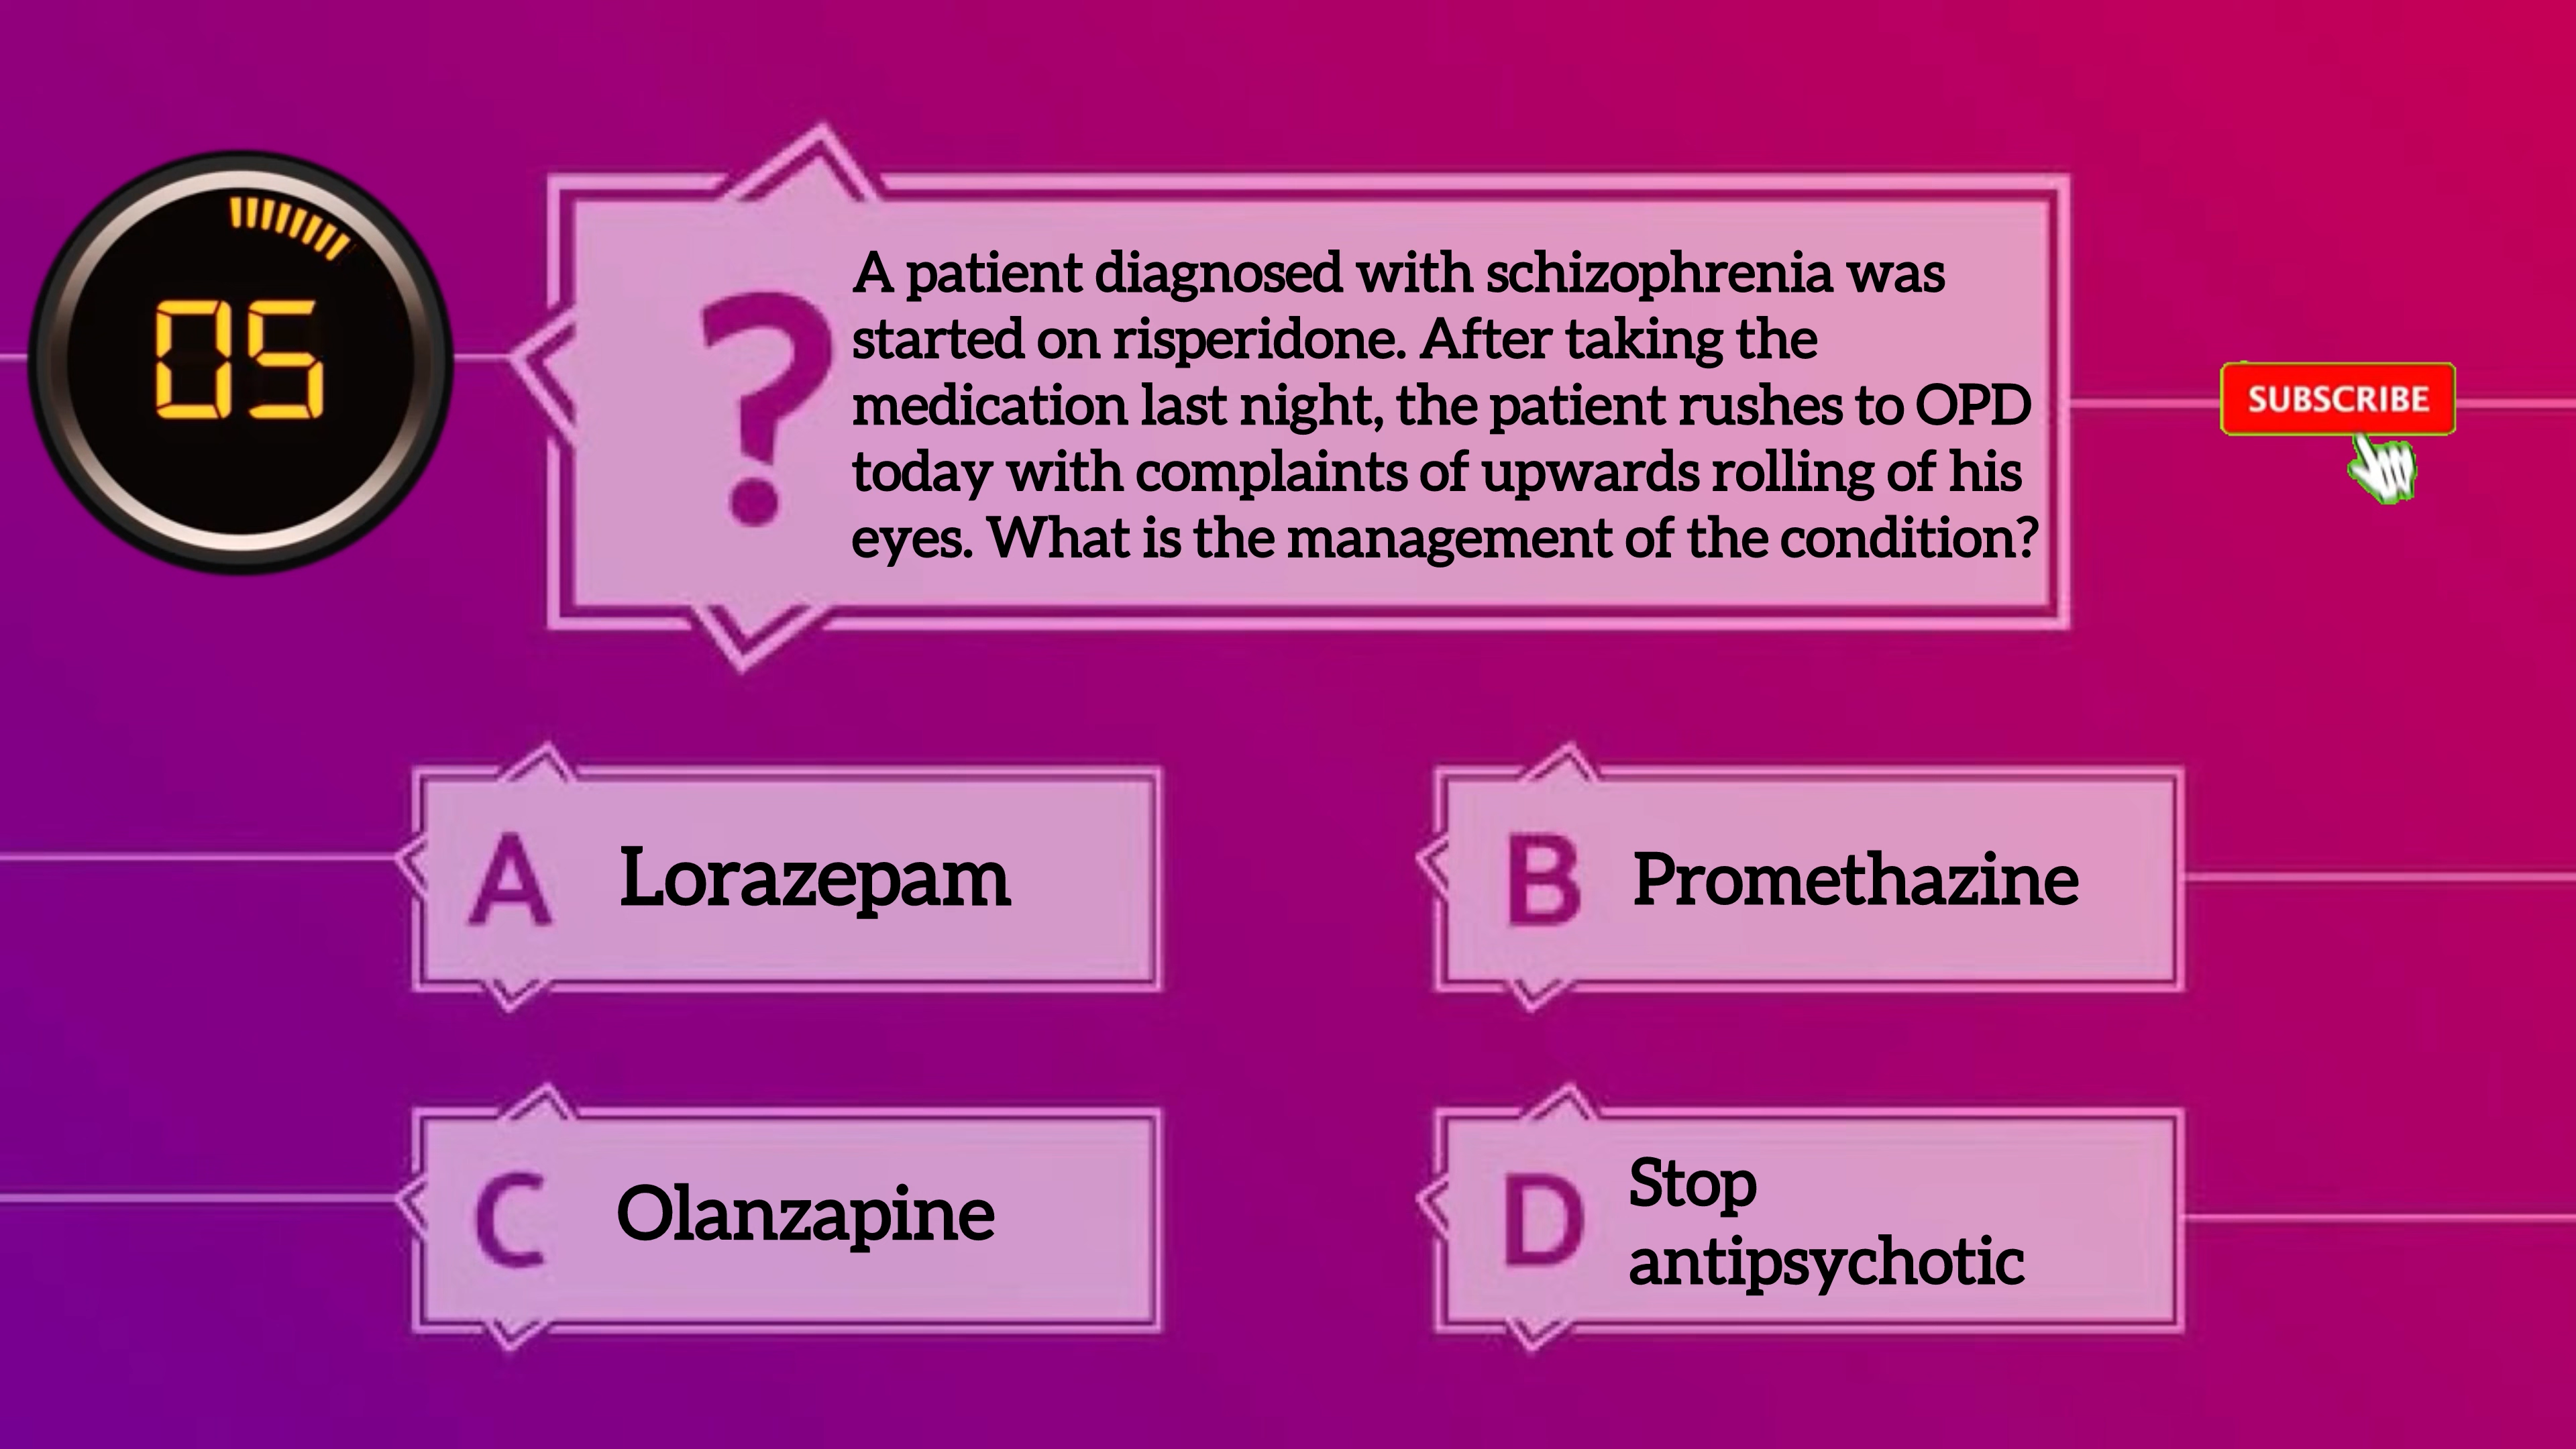 05
?
A patient diagnosed with schizophrenia was
started on risperidone. After taking the
medication last night, the patient rushes to OPD
today with complaints of upwards rolling of his
eyes. What is the management of the condition?
SUBSCRIBE
A Lorazepam
B Promethazine
C Olanzapine
D Stop
antipsychotic